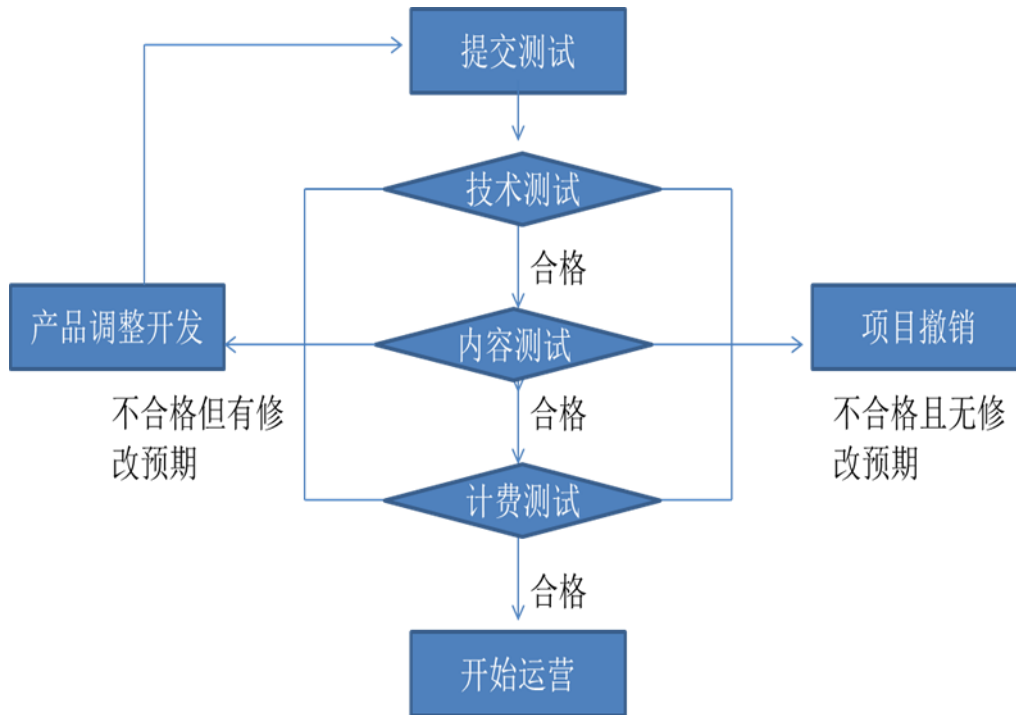 提交测试
技术测试
合格
产品调整开发
内容测试
项目撤销
不合格但有修
改预期
合格
不合格且无修
改预期
计费测试
合格
开始运营